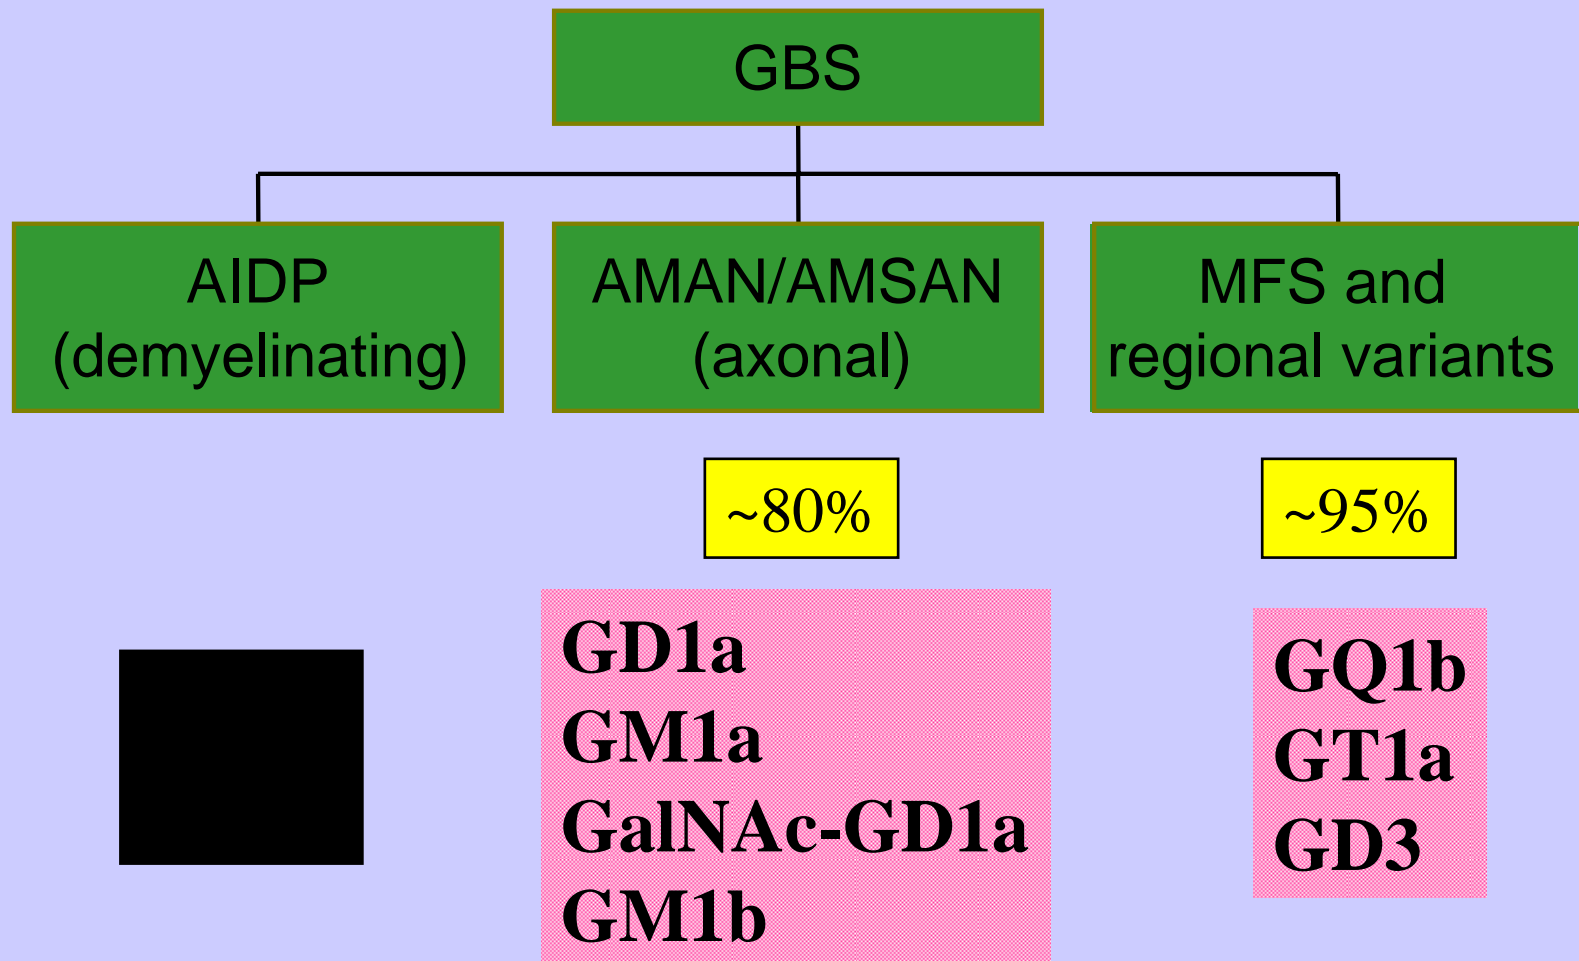 GBS
AIDP
(demyelinating)
AMAN/AMSAN
(axonal)
MFS and
regional variants
~80%
~95%
GD1a
GM1a
GalNAc-GD1a
GM1b
GQ1b
GT1a
GD3